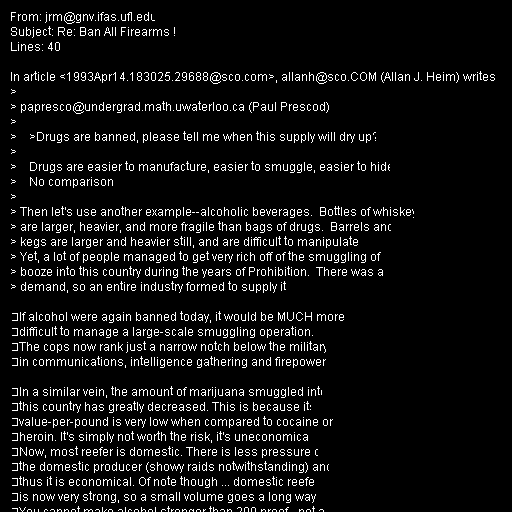 From: jrm@gnv.ifas.ufl.edu
Subject: Re: Ban All Firearms !
Lines: 40

In article <1993Apr14.183025.29688@sco.com>, allanh@sco.COM (Allan J. Heim) writes
>
> papresco@undergrad.math.uwaterloo.ca (Paul Prescod)
>
>    >Drugs are banned, please tell me when this supply will dry up?
>
>    Drugs are easier to manufacture, easier to smuggle, easier to hide
>    No comparison
>
> Then let's use another example--alcoholic beverages.  Bottles of whiskey
> are larger, heavier, and more fragile than bags of drugs.  Barrels and
> kegs are larger and heavier still, and are difficult to manipulate
> Yet, a lot of people managed to get very rich off of the smuggling of
> booze into this country during the years of Prohibition.  There was a
> demand, so an entire industry formed to supply it

If alcohol were again banned today, it would be MUCH more
difficult to manage a large-scale smuggling operation.
The cops now rank just a narrow notch below the military
in communications, intelligence gathering and firepower

In a similar vein, the amount of marijuana smuggled into
this country has greatly decreased. This is because it's
value-per-pound is very low when compared to cocaine or
heroin. It's simply not worth the risk, it's uneconomica
Now, most reefer is domestic. There is less pressure o
the domestic producer (showy raids notwithstanding) and
thus it is economical. Of note though ... domestic reefe
is now very strong, so a small volume goes a long way
You cannot make alcohol stronger than 200 proof - not a